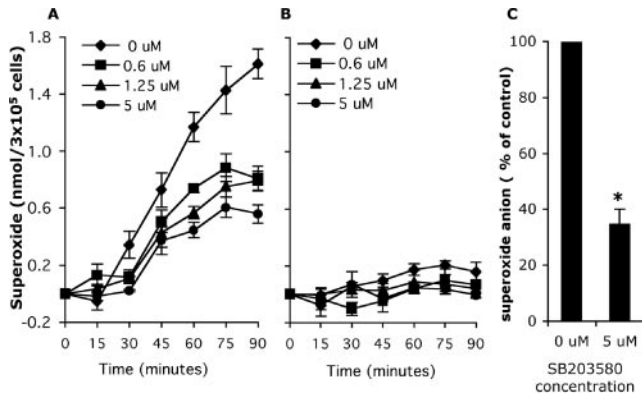 A
Superoxide (nmol/3x10⁵ cells)
1.8
1.4
1.0
0.6
0.2
-0.2
0 uM
0.6 uM
1.25 uM
5 uM
0 15 30 45 60 75 90
Time (minutes)
B
0 uM
0.6 uM
1.25 uM
5 uM
0 15 30 45 60 75 90
Time (minutes)
C
superoxide anion ( % of control)
100
80
60
40
20
0
*
0 uM 5 uM
SB203580
concentration